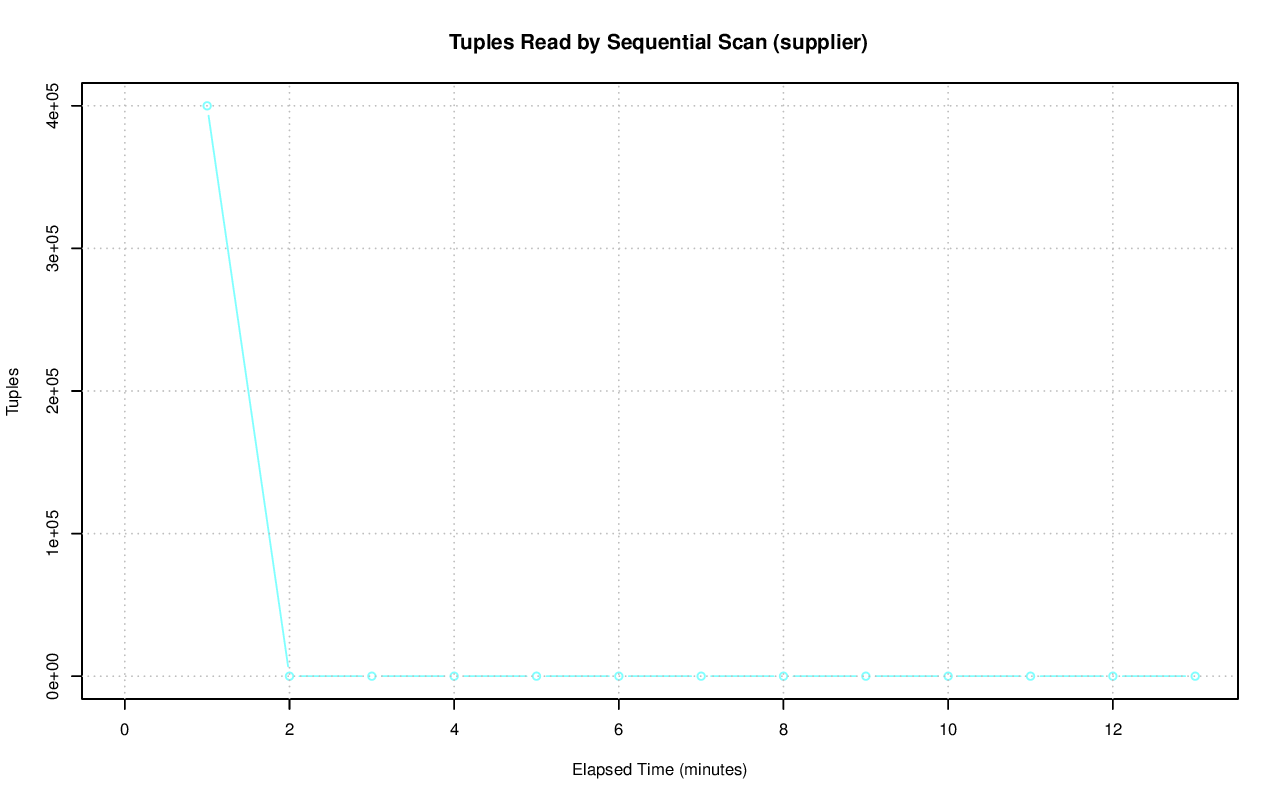 Tuples Read by Sequential Scan (supplier)
4e+05
3e+05
2e+05
1e+05
0e+00
Tuples
0 2 4 6 8 10 12
Elapsed Time (minutes)